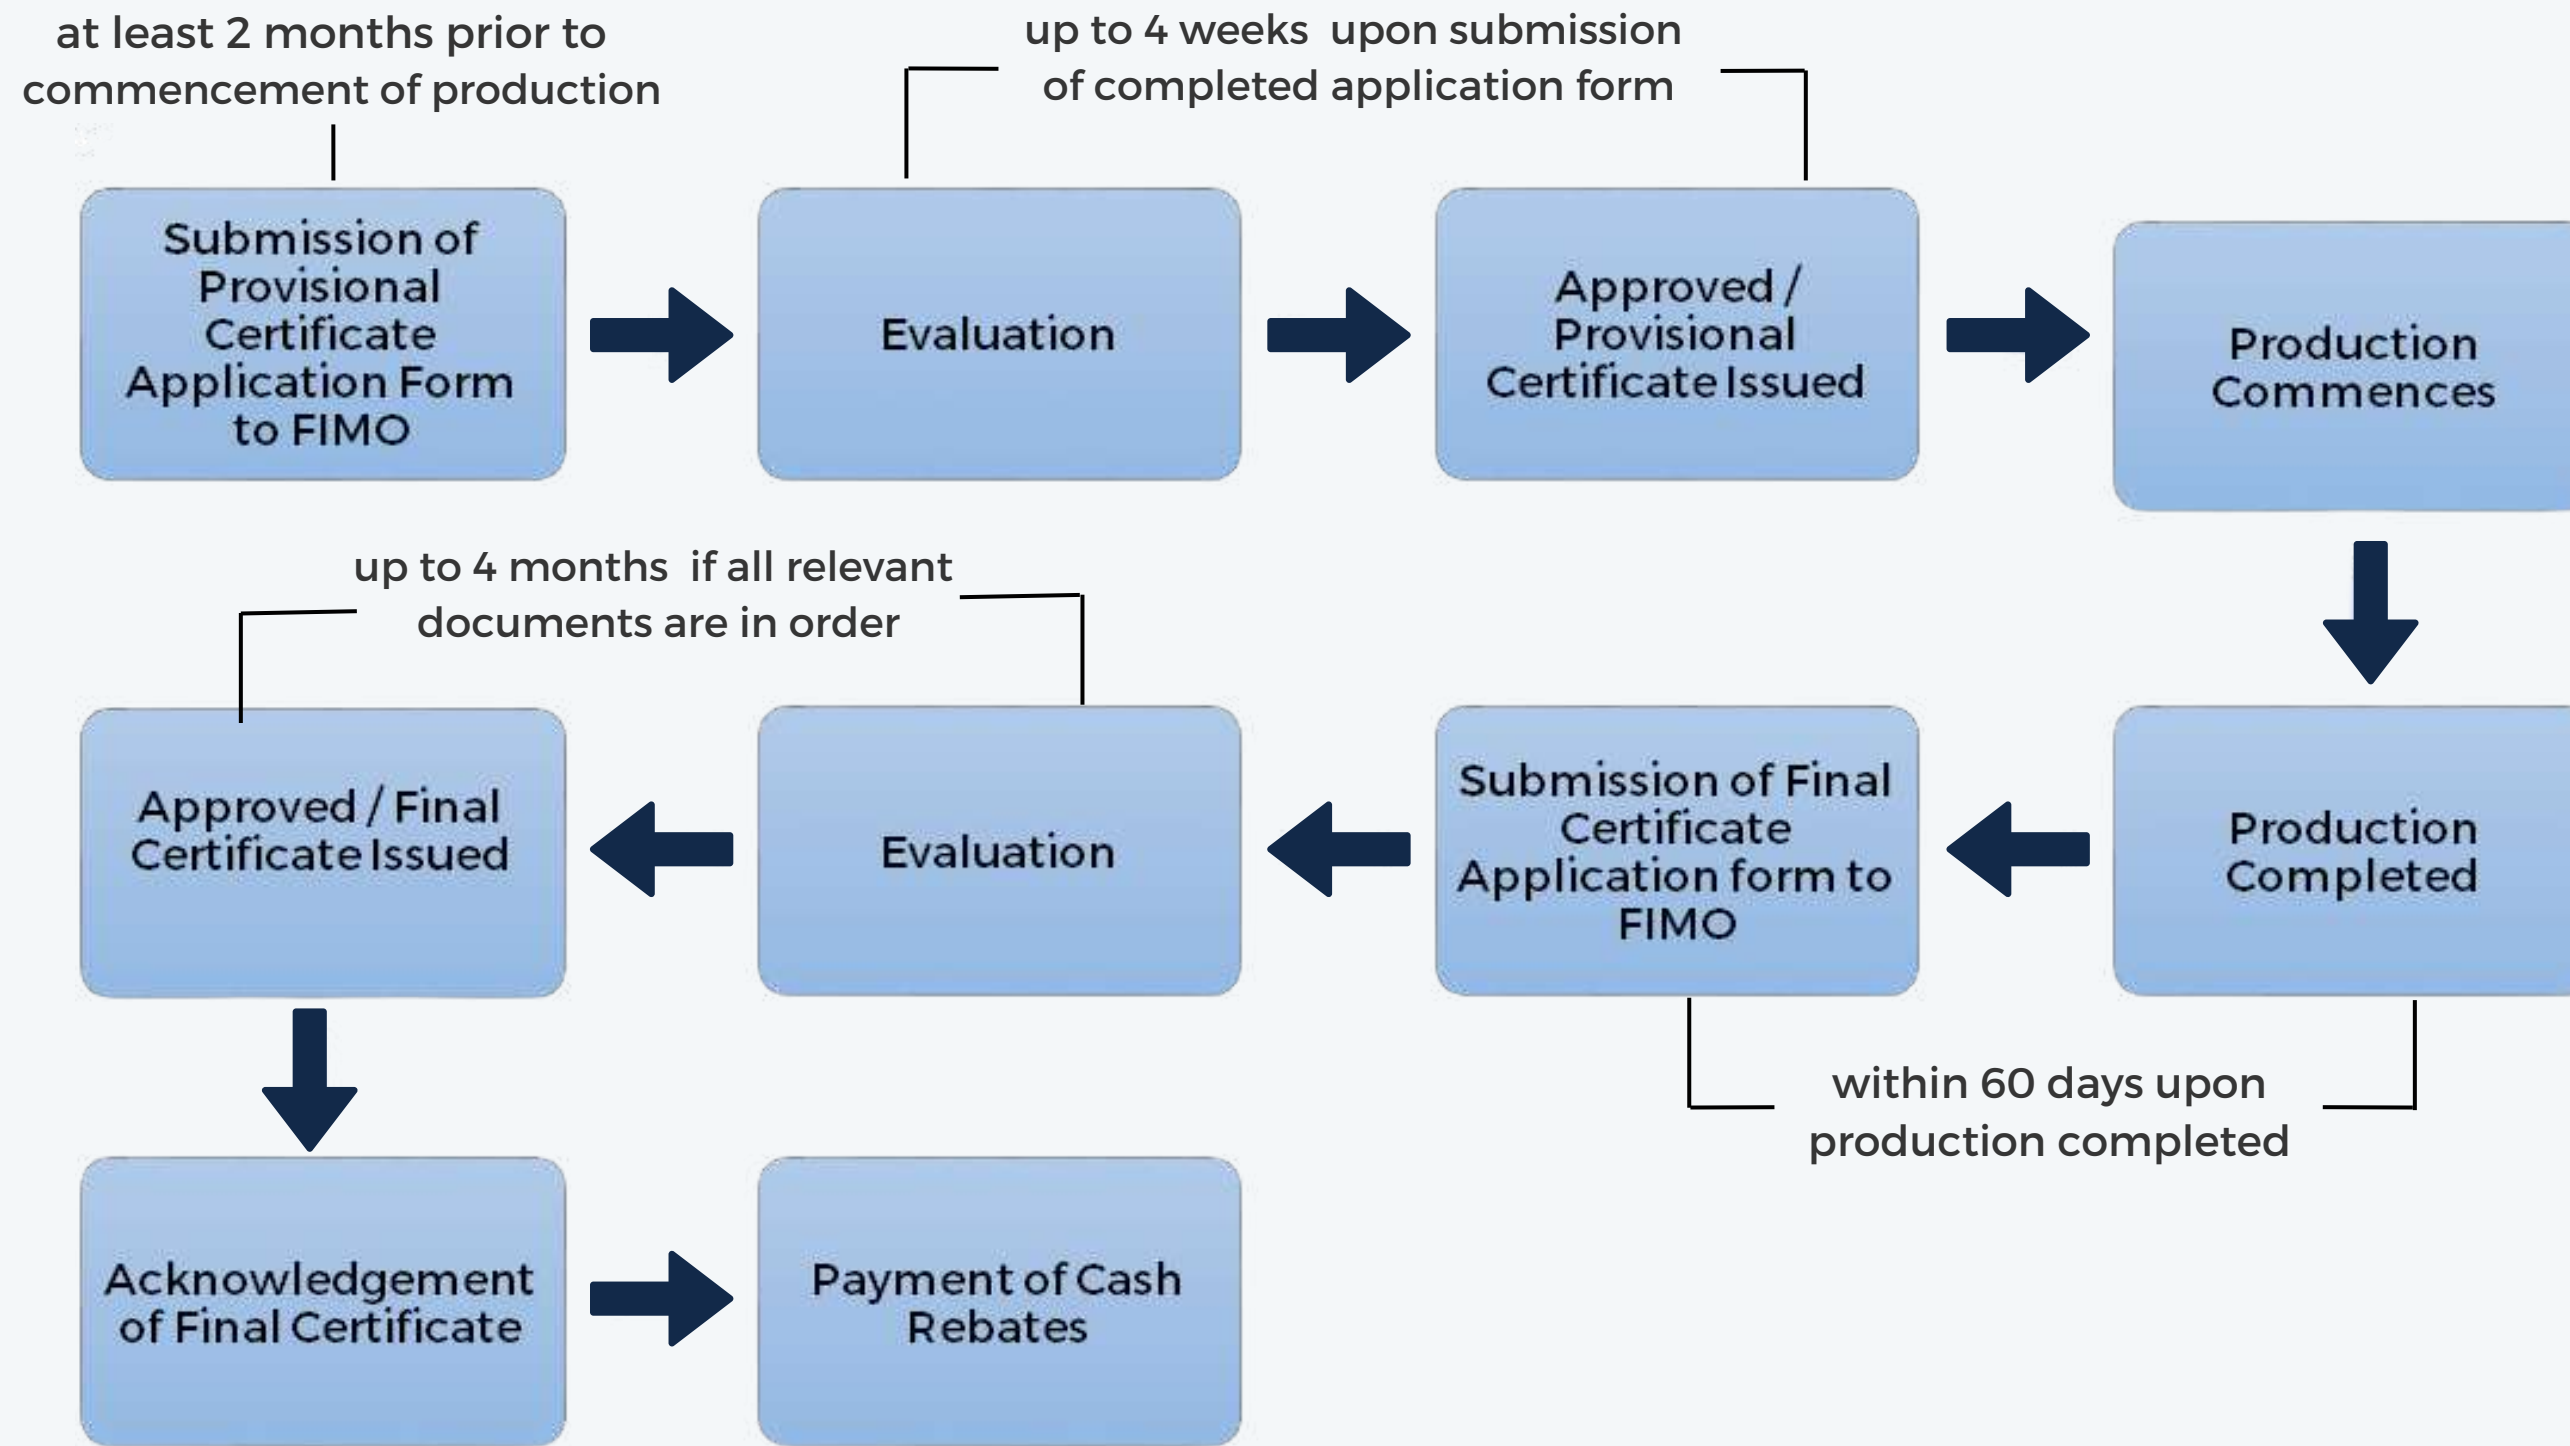 at least 2 months prior to
commencement of production
up to 4 weeks upon submission
of completed application form
Submission of
Provisional
Certificate
Application Form
to FIMO
Evaluation
Approved /
Provisional
Certificate Issued
Production
Commences
up to 4 months if all relevant
documents are in order
Approved / Final
Certificate Issued
Evaluation
Submission of Final
Certificate
Application form to
FIMO
Production
Completed
within 60 days upon
production completed
Acknowledgement
of Final Certificate
Payment of Cash
Rebates